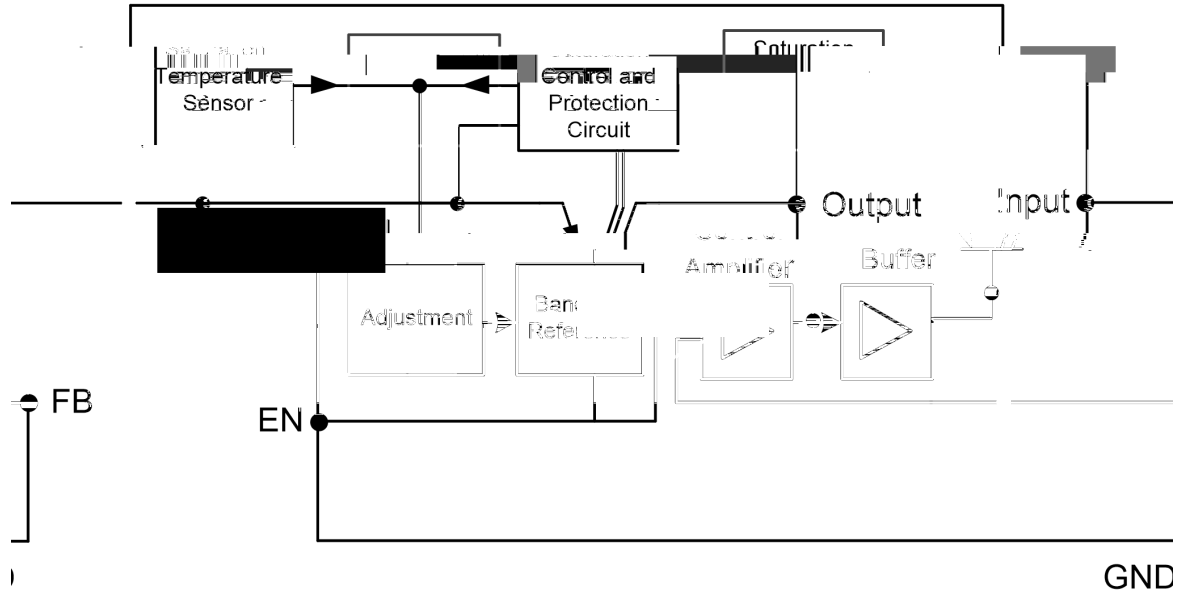 Temperature
Sensor
Control and
Protection
Circuit
Output
Input
Amplifier
Buffer
Adjustment
FB
EN
GND